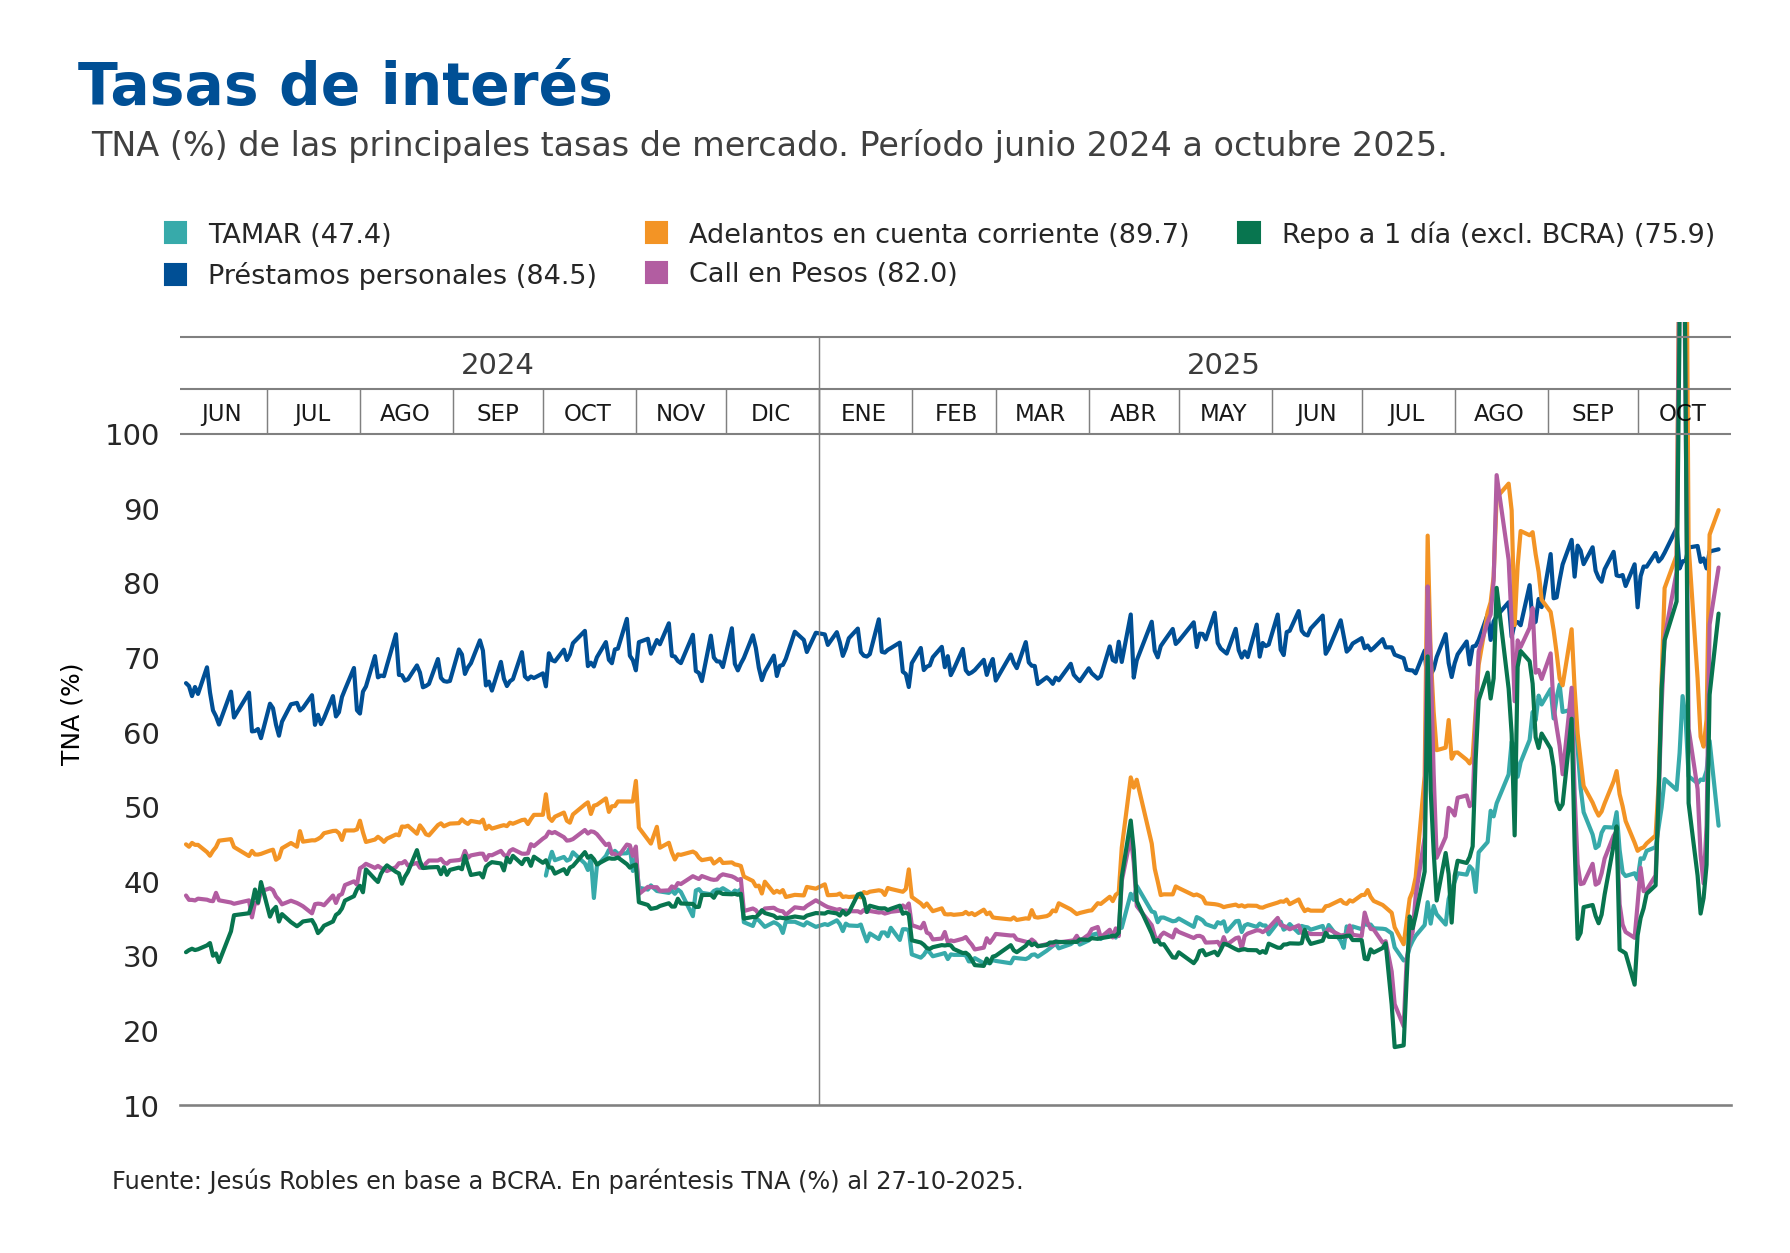 Tasas de interés
TNA (%) de las principales tasas de mercado. Período junio 2024 a octubre 2025.
TAMAR (47.4)
Adelantos en cuenta corriente (89.7)
Repo a 1 día (excl. BCRA) (75.9)
Préstamos personales (84.5)
Call en Pesos (82.0)
2024
2025
JUN JUL AGO SEP OCT NOV DIC ENE FEB MAR ABR MAY JUN JUL AGO SEP OCT
100
90
80
70
60
50
40
30
20
10
TNA (%)
Fuente: Jesús Robles en base a BCRA. En paréntesis TNA (%) al 27-10-2025.